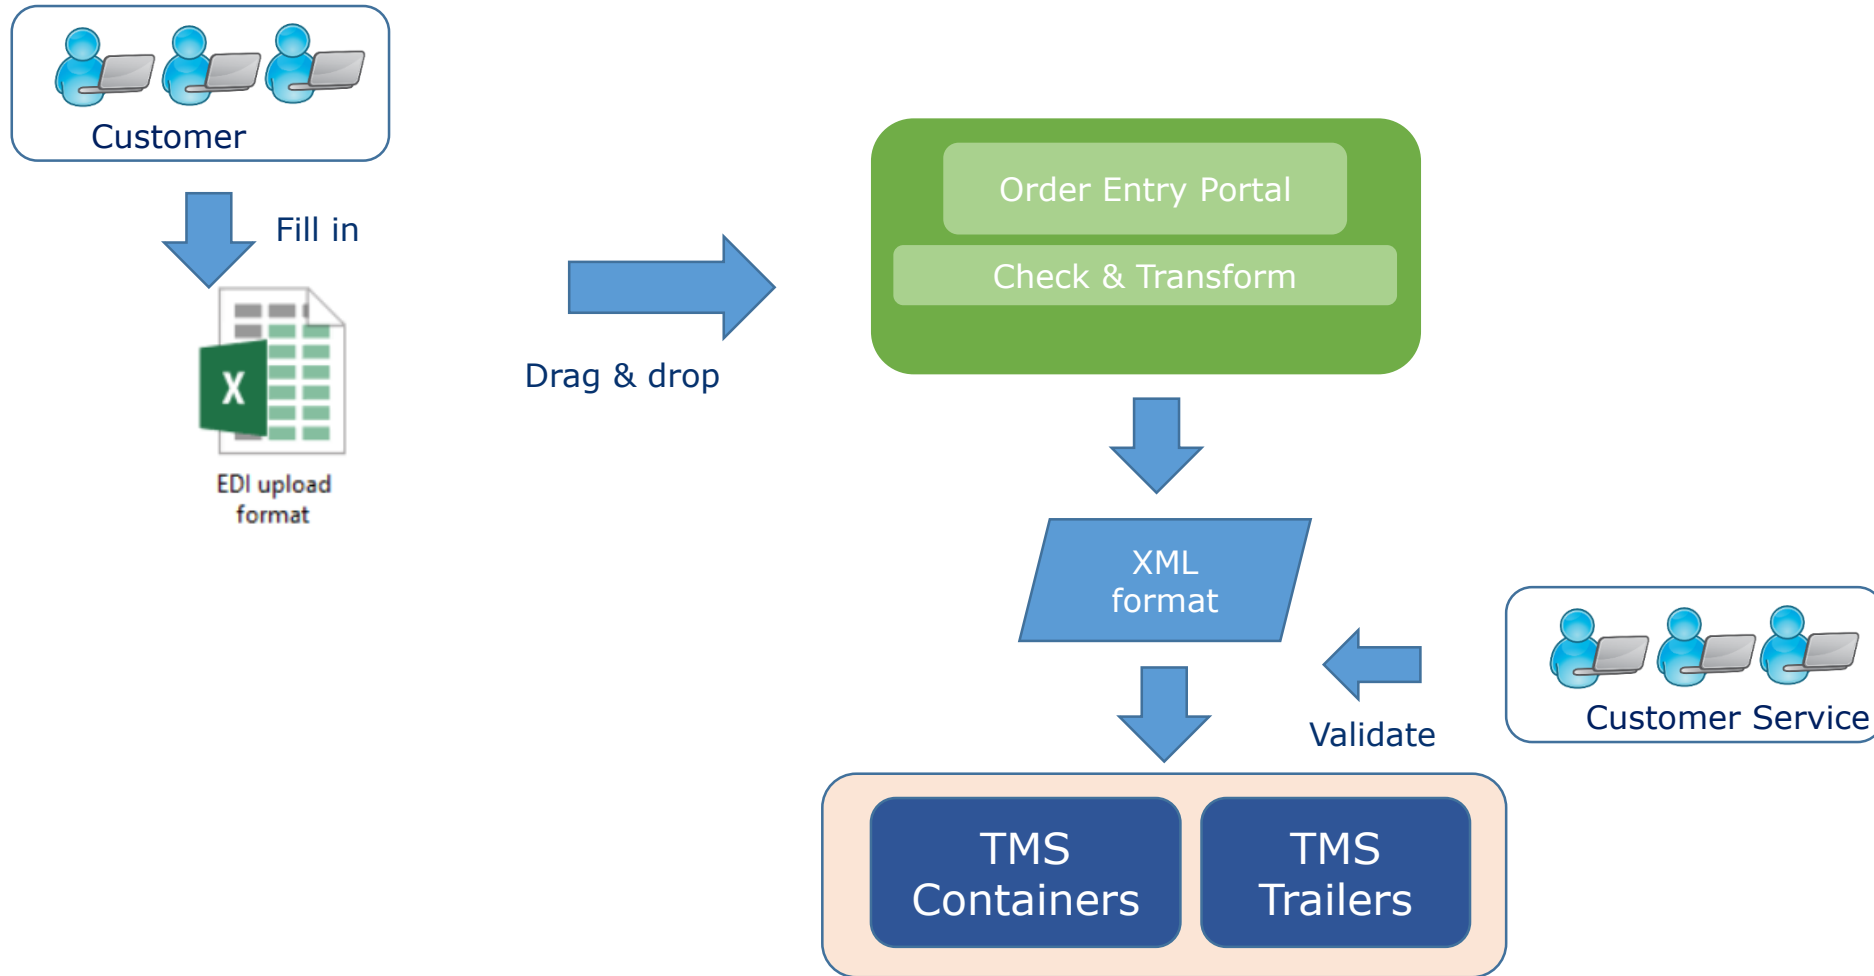 Customer
Fill in
X
EDI upload
format
Drag & drop
Order Entry Portal
Check & Transform
XML
format
Validate
Customer Service
TMS
Containers
TMS
Trailers